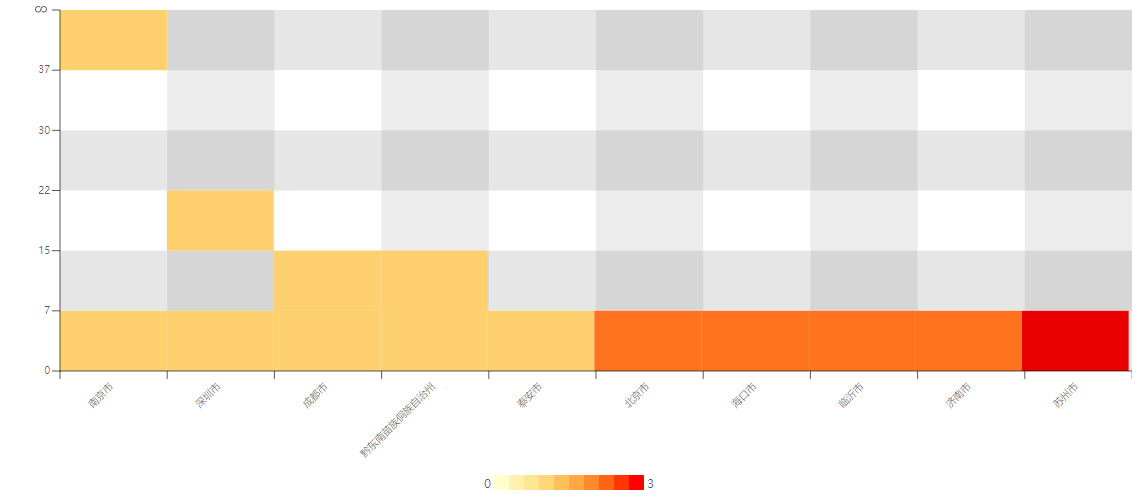 ∞
37
30
22
15
7
0
南京市
深圳市
成都市
黔东南苗族侗族自治州
泰安市
北京市
海口市
临沂市
济南市
苏州市
0 3